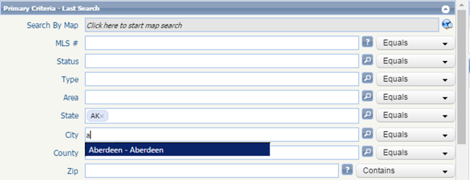 Primary Criteria - Last Search
Search By Map Click here to start map search
MLS # ? Equals
Status Equals
Type Equals
Area Equals
State AK× Equals
City a Equals
Aberdeen - Aberdeen
County Equals
Zip ? Contains